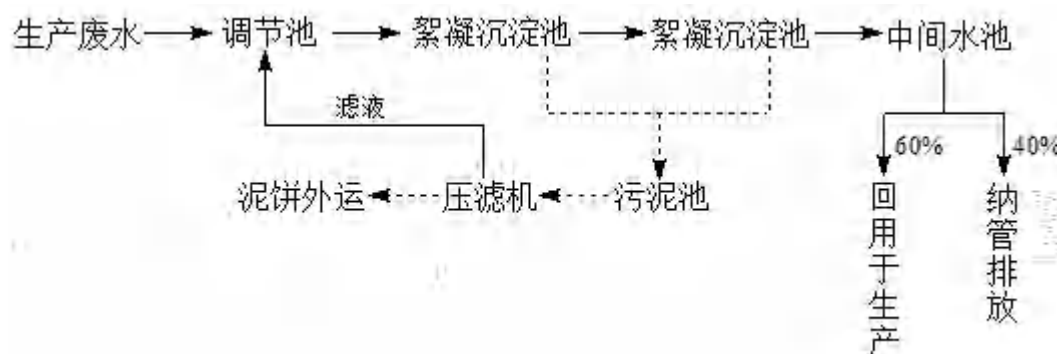 生产废水 调节池 絮凝沉淀池 絮凝沉淀池 中间水池
滤液
60% 40%
泥饼外运 压滤机 污泥池
回用于生产
纳管排放